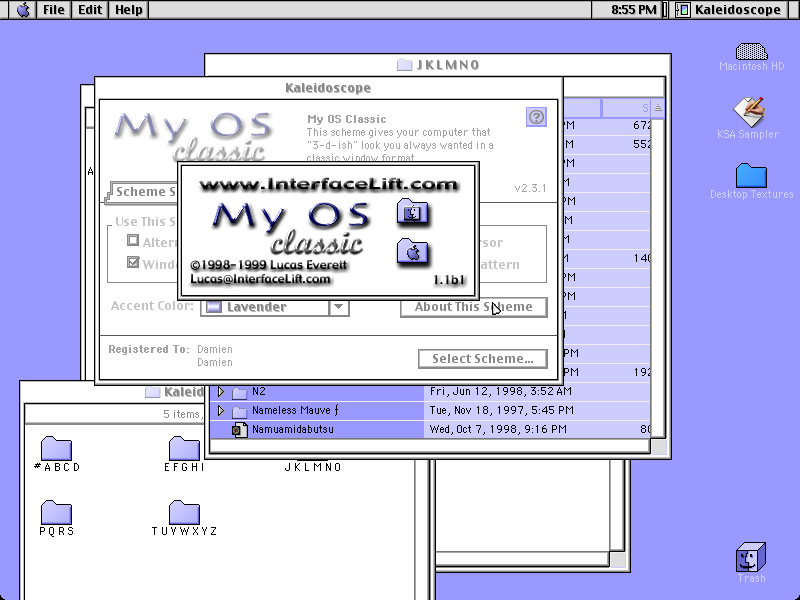 File Edit Help
8:55 PM
Kaleidoscope
Macintosh HD
KSA Sampler
Desktop Textures
Trash
JKLMNO
S
PM 672
PM 552
PM
M
PM
M
M
M 140
PM
PM
M
PM
PM 192
N2 Fri, Jun 12, 1998, 3:52 AM
Nameless Mauve ƒ Tue, Nov 18, 1997, 5:45 PM
Namuamidabutsu Wed, Oct 7, 1998, 9:16 PM 80
A
Kaleidoscope
My OS
classic
My OS Classic
This scheme gives your computer that
"3-d-ish" look you always wanted in a
classic window format.
?
Scheme S
v2.3.1
Use This S
Altern
rsor
Windo
attern
Accent Color: Lavender
About This Scheme
Registered To: Damien
Damien
Select Scheme...
www.InterfaceLift.com
My OS
classic
©1998-1999 Lucas Everett
Lucas@InterfaceLift.com
1.1b1
Kaleid
5 items,
#ABCD
EFGHI
JKLMNO
PQRS
TUVWXYZ